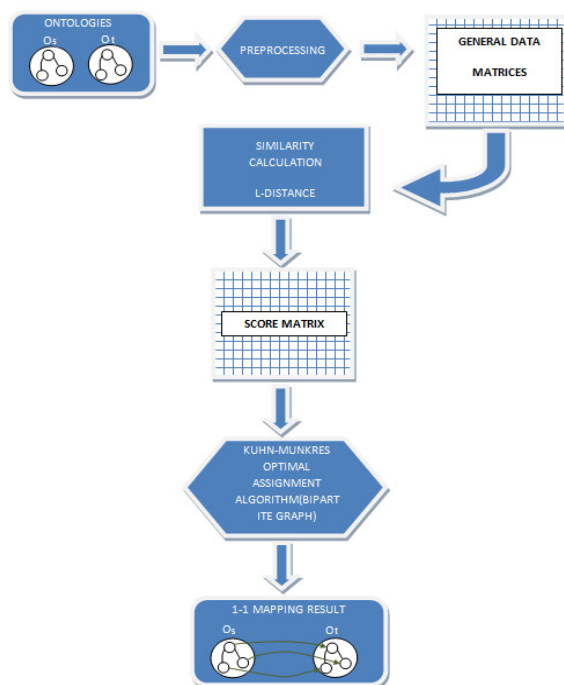 ONTOLOGIES
Os Ot
PREPROCESSING
GENERAL DATA
MATRICES
SIMILARITY
CALCULATION
L-DISTANCE
SCORE MATRIX
KUHN-MUNKRES
OPTIMAL
ASSIGNMENT
ALGORITHM(BIPART
ITE GRAPH)
1-1 MAPPING RESULT
Os Ot